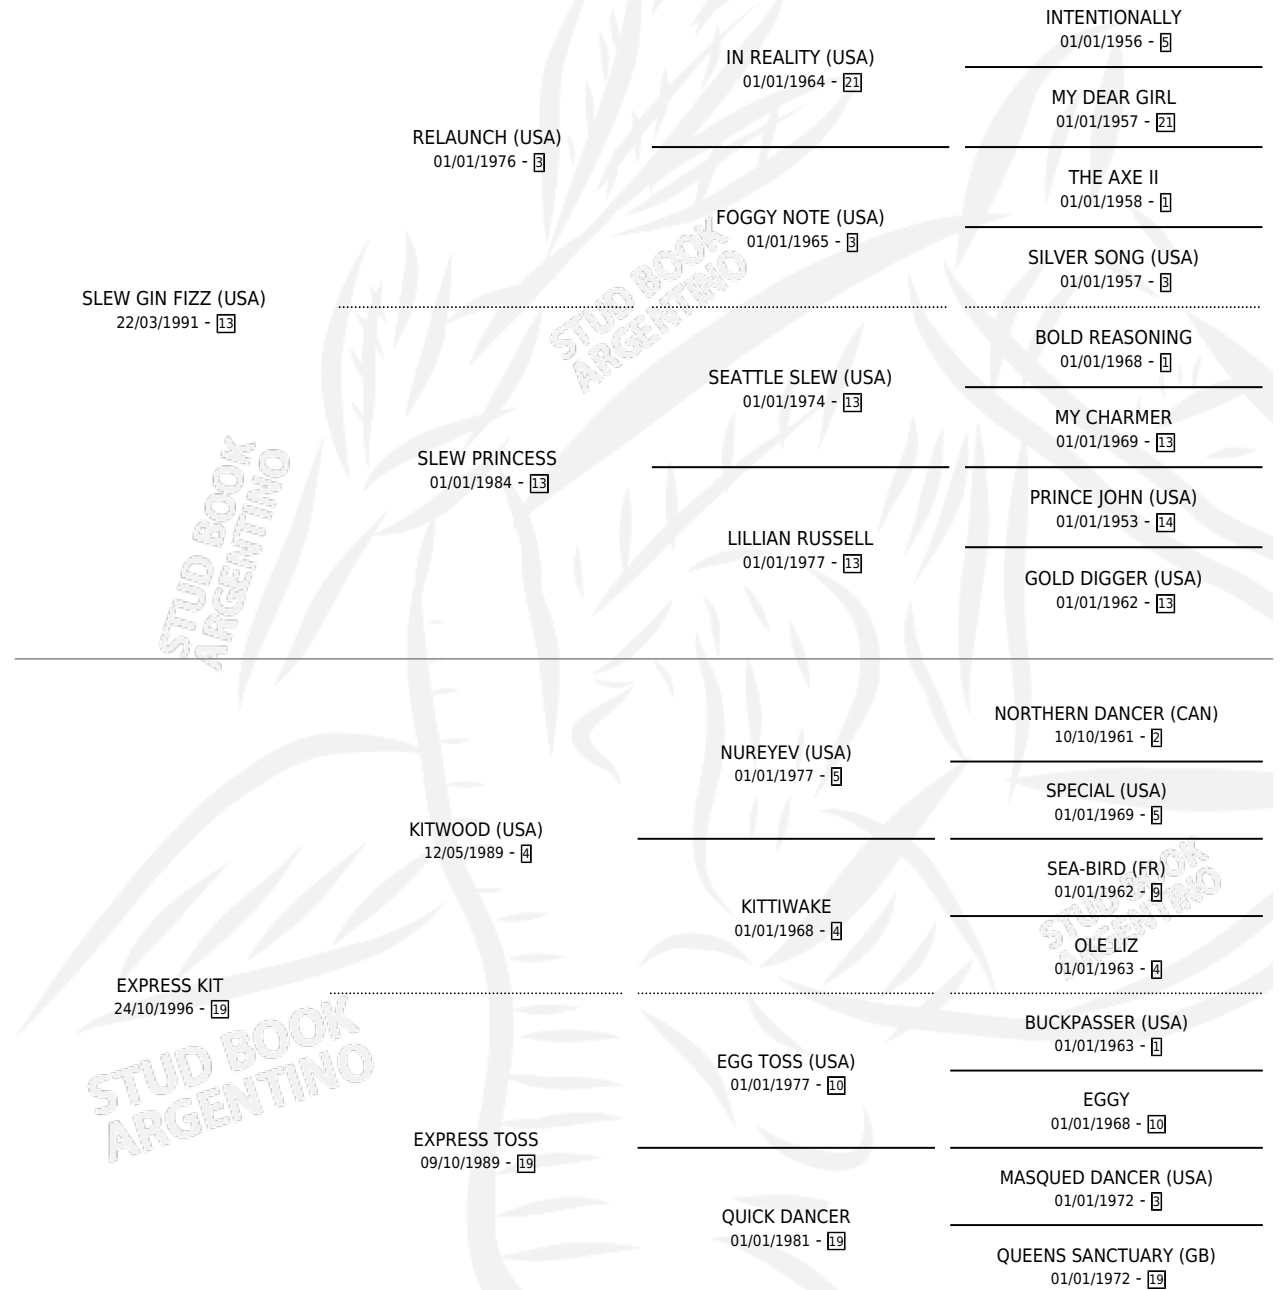 INTENTIONALLY
01/01/1956 - 5
IN REALITY (USA)
01/01/1964 - 21
MY DEAR GIRL
01/01/1957 - 21
RELAUNCH (USA)
01/01/1976 - 3
THE AXE II
01/01/1958 - 1
FOGGY NOTE (USA)
01/01/1965 - 3
SILVER SONG (USA)
01/01/1957 - 3
SLEW GIN FIZZ (USA)
22/03/1991 - 13
STUD BOOK
ARGENTINO
BOLD REASONING
01/01/1968 - 1
SEATTLE SLEW (USA)
01/01/1974 - 13
MY CHARMER
01/01/1969 - 13
SLEW PRINCESS
01/01/1984 - 13
PRINCE JOHN (USA)
01/01/1953 - 14
LILLIAN RUSSELL
01/01/1977 - 13
GOLD DIGGER (USA)
01/01/1962 - 13
STUD BOOK
ARGENTINO
NORTHERN DANCER (CAN)
10/10/1961 - 2
NUREYEV (USA)
01/01/1977 - 5
SPECIAL (USA)
01/01/1969 - 5
KITWOOD (USA)
12/05/1989 - 4
SEA-BIRD (FR)
01/01/1962 - 9
KITTIWAKE
01/01/1968 - 4
STUD BOOK
ARGENTINO
OLE LIZ
01/01/1963 - 4
EXPRESS KIT
24/10/1996 - 19
STUD BOOK
ARGENTINO
BUCKPASSER (USA)
01/01/1963 - 1
EGG TOSS (USA)
01/01/1977 - 10
EGGY
01/01/1968 - 10
EXPRESS TOSS
09/10/1989 - 19
MASQUED DANCER (USA)
01/01/1972 - 3
QUICK DANCER
01/01/1981 - 19
QUEENS SANCTUARY (GB)
01/01/1972 - 19